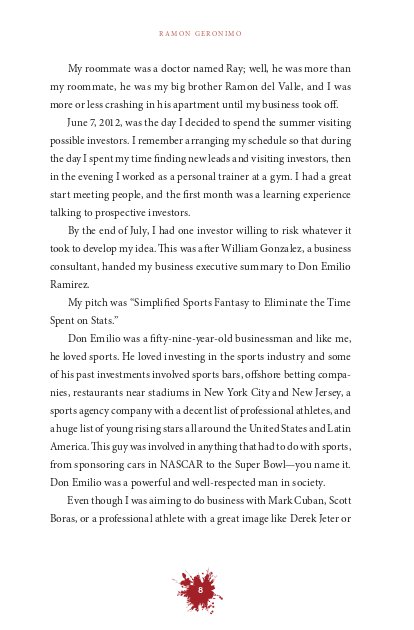 RAMON GERONIMO
My roommate was a doctor named Ray; well, he was more than
my roommate, he was my big brother Ramon del Valle, and I was
more or less crashing in his apartment until my business took off.
June 7, 2012, was the day I decided to spend the summer visiting
possible investors. I remember arranging my schedule so that during
the day I spent my time finding new leads and visiting investors, then
in the evening I worked as a personal trainer at a gym. I had a great
start meeting people, and the first month was a learning experience
talking to prospective investors.
By the end of July, I had one investor willing to risk whatever it
took to develop my idea. This was after William Gonzalez, a business
consultant, handed my business executive summary to Don Emilio
Ramirez.
My pitch was “Simplified Sports Fantasy to Eliminate the Time
Spent on Stats.”
Don Emilio was a fifty-nine-year-old businessman and like me,
he loved sports. He loved investing in the sports industry and some
of his past investments involved sports bars, offshore betting compa-
nies, restaurants near stadiums in New York City and New Jersey, a
sports agency company with a decent list of professional athletes, and
a huge list of young rising stars all around the United States and Latin
America. This guy was involved in anything that had to do with sports,
from sponsoring cars in NASCAR to the Super Bowl—you name it.
Don Emilio was a powerful and well-respected man in society.
Even though I was aiming to do business with Mark Cuban, Scott
Boras, or a professional athlete with a great image like Derek Jeter or
8